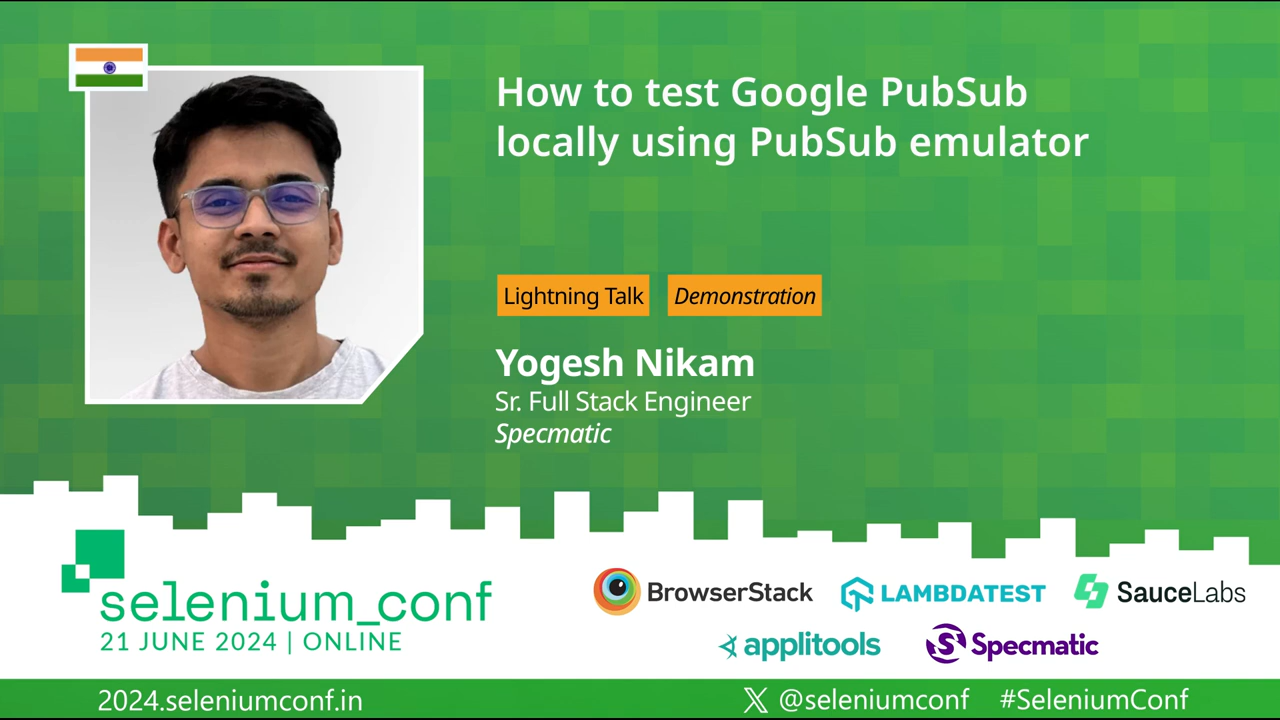 How to test Google PubSub
locally using PubSub emulator
Lightning Talk
Demonstration
Yogesh Nikam
Sr. Full Stack Engineer
Specmatic
selenium_conf
21 JUNE 2024 | ONLINE
BrowserStack
LAMBDATEST
SauceLabs
applitools
Specmatic
2024.seleniumconf.in
X @seleniumconf
#SeleniumConf